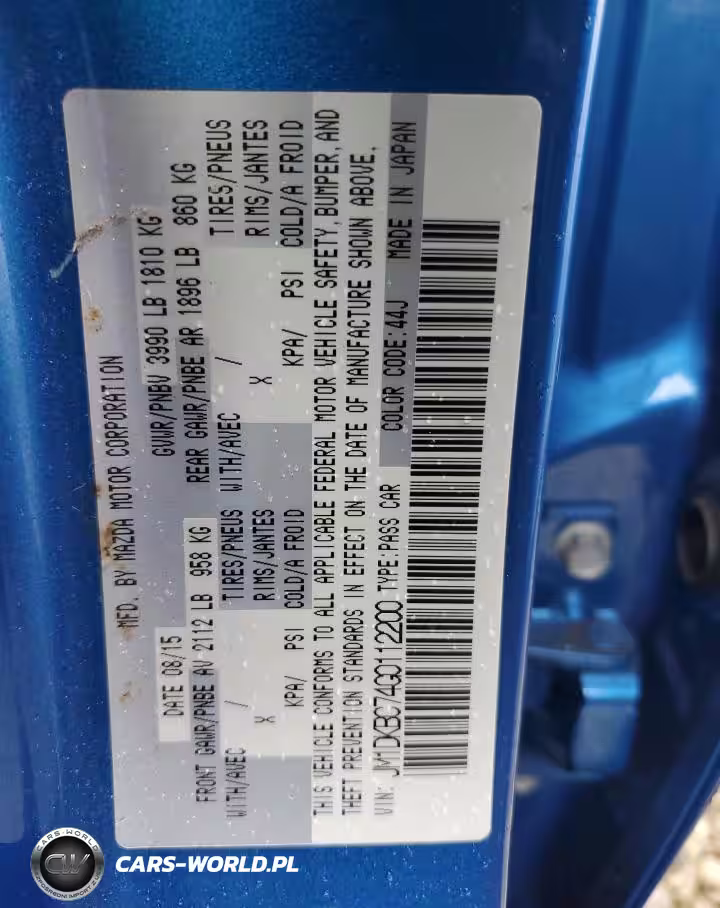 MFD. BY MAZDA MOTOR CORPORATION
DATE 08/15
GVWR/PNBV 3990 LB 1810 KG
FRONT GAWR/PNBE AV 2112 LB 958 KG
REAR GAWR/PNBE AR 1896 LB 860 KG
WITH/AVEC / TIRES/PNEUS
X RIMS/JANTES
KPA/ PSI COLD/A FROID
WITH/AVEC / TIRES/PNEUS
X RIMS/JANTES
KPA/ PSI COLD/A FROID
THIS VEHICLE CONFORMS TO ALL APPLICABLE FEDERAL MOTOR VEHICLE SAFETY, BUMPER, AND
THEFT PREVENTION STANDARDS IN EFFECT ON THE DATE OF MANUFACTURE SHOWN ABOVE.
VIN: JM1DKBC74G0112200 TYPE:PASS CAR COLOR CODE:44J MADE IN JAPAN
CARS-WORLD
CW
CARS-WORLD.PL